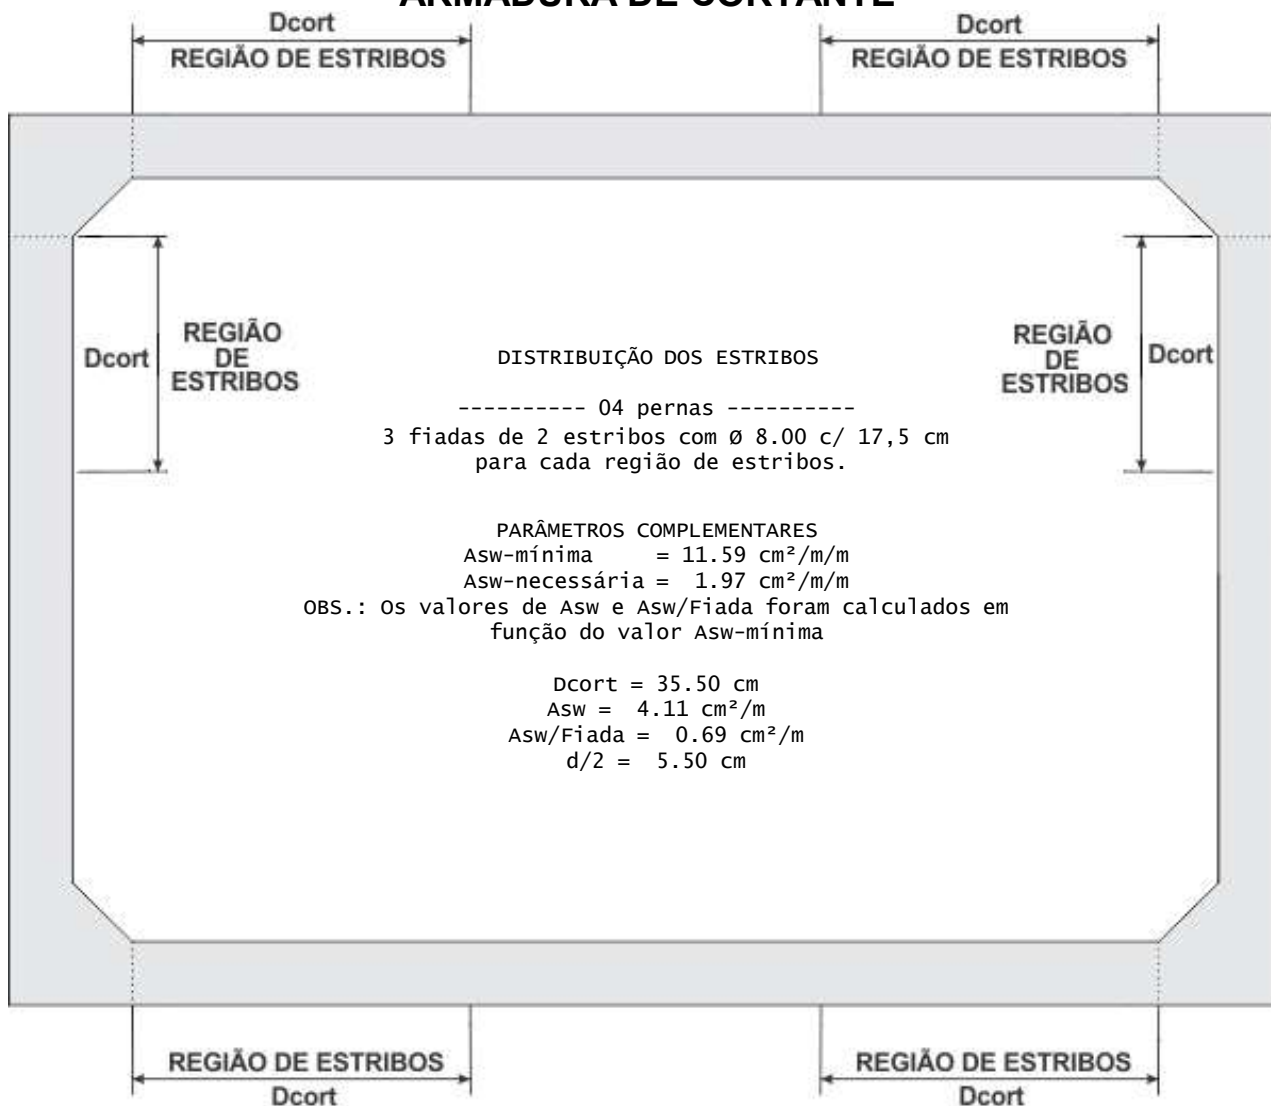 ARMADURA DE CORTANTE
Dcort
REGIÃO DE ESTRIBOS
Dcort
REGIÃO DE ESTRIBOS
Dcort
REGIÃO
DE
ESTRIBOS
REGIÃO
DE
ESTRIBOS
Dcort
DISTRIBUIÇÃO DOS ESTRIBOS
---------- 04 pernas ----------
3 fiadas de 2 estribos com Ø 8.00 c/ 17,5 cm
para cada região de estribos.
PARÂMETROS COMPLEMENTARES
Asw-mínima = 11.59 cm²/m/m
Asw-necessária = 1.97 cm²/m/m
OBS.: Os valores de Asw e Asw/Fiada foram calculados em
função do valor Asw-mínima
Dcort = 35.50 cm
Asw = 4.11 cm²/m
Asw/Fiada = 0.69 cm²/m
d/2 = 5.50 cm
REGIÃO DE ESTRIBOS
Dcort
REGIÃO DE ESTRIBOS
Dcort